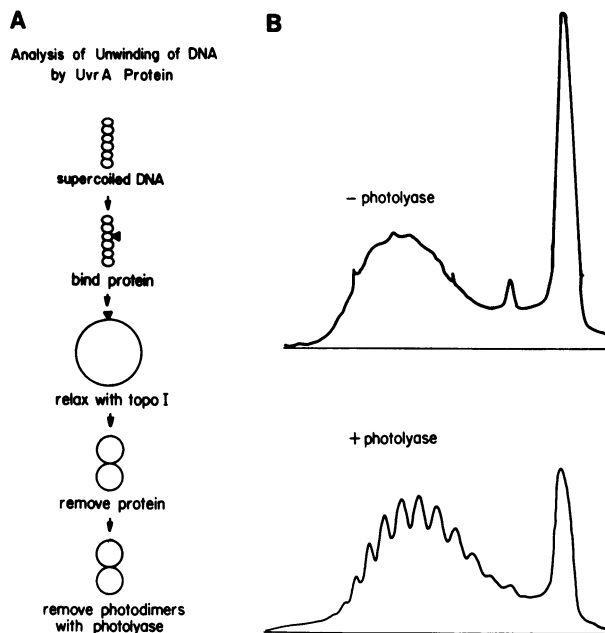 A
Analysis of Unwinding of DNA
by UvrA Protein
supercoiled DNA
bind protein
relax with topo I
remove protein
remove photodimers
with photolyase
B
– photolyase
+ photolyase